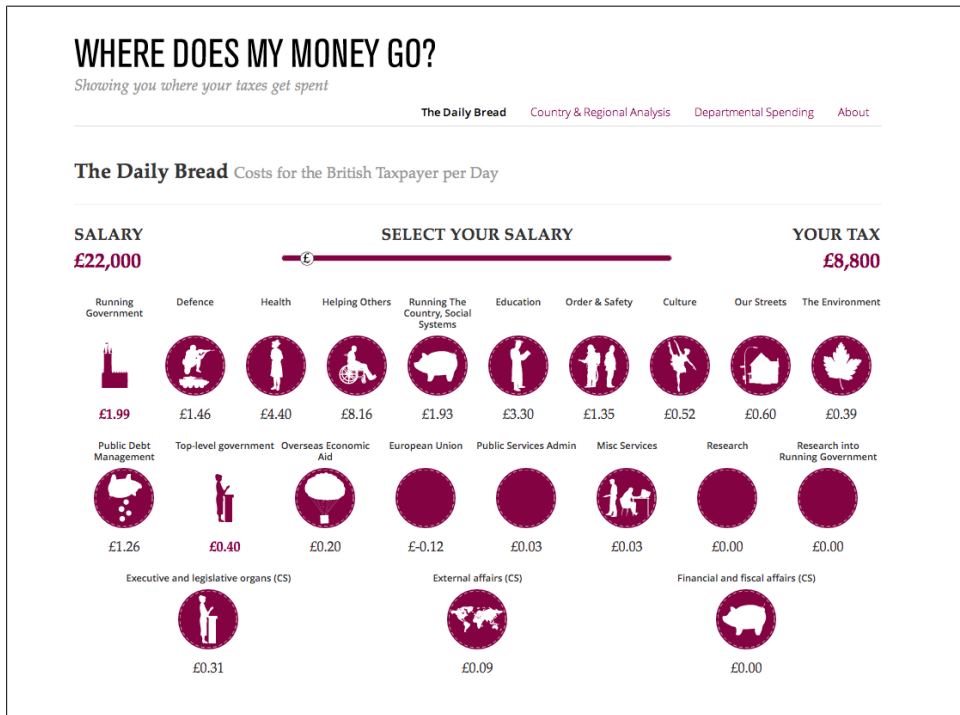 WHERE DOES MY MONEY GO?
Showing you where your taxes get spent
The Daily Bread Country & Regional Analysis Departmental Spending About
The Daily Bread Costs for the British Taxpayer per Day
SALARY SELECT YOUR SALARY YOUR TAX
£22,000 £ £8,800
Running Defence Health Helping Others Running The Education Order & Safety Culture Our Streets The Environment
Government Country, Social
Systems
£1.99 £1.46 £4.40 £8.16 £1.93 £3.30 £1.35 £0.52 £0.60 £0.39
Public Debt Top-level government Overseas Economic European Union Public Services Admin Misc Services Research Research into
Management Aid Running Government
£1.26 £0.40 £0.20 £-0.12 £0.03 £0.03 £0.00 £0.00
Executive and legislative organs (CS) External affairs (CS) Financial and fiscal affairs (CS)
£0.31 £0.09 £0.00